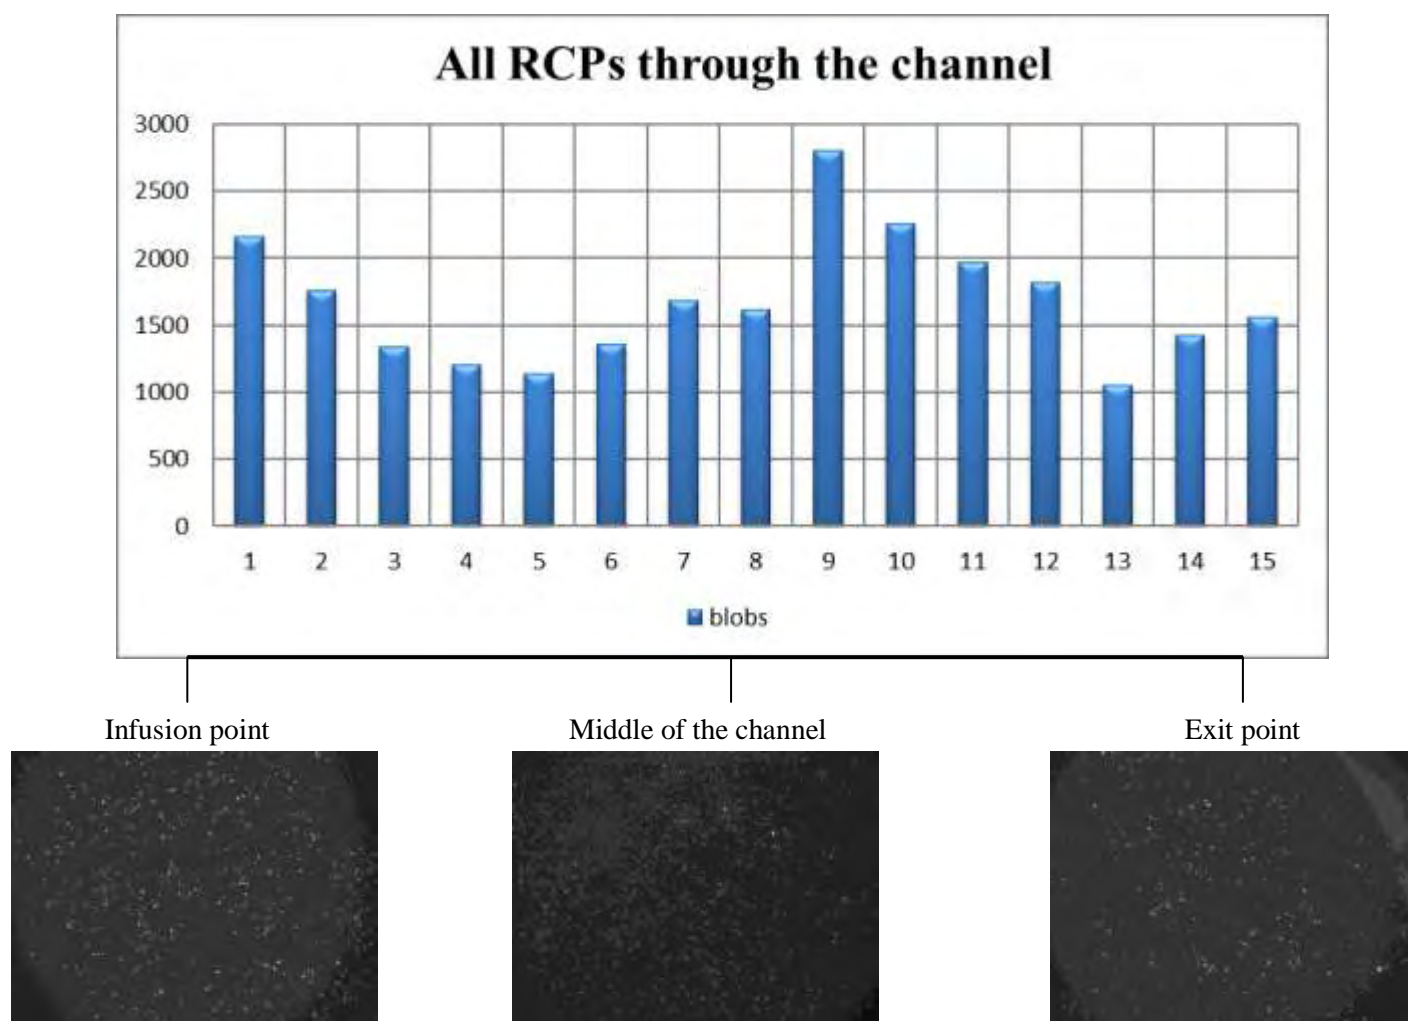 All RCPs through the channel
3000
2500
2000
1500
1000
500
0
1 2 3 4 5 6 7 8 9 10 11 12 13 14 15
blobs
Infusion point Middle of the channel Exit point